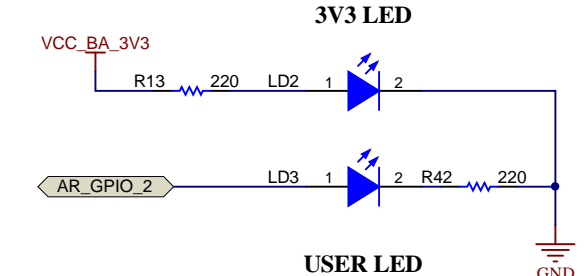 3V3 LED
VCC_BA_3V3
R13 220 LD2 1 2
AR_GPIO_2 LD3 1 2 R42 220
USER LED
GND